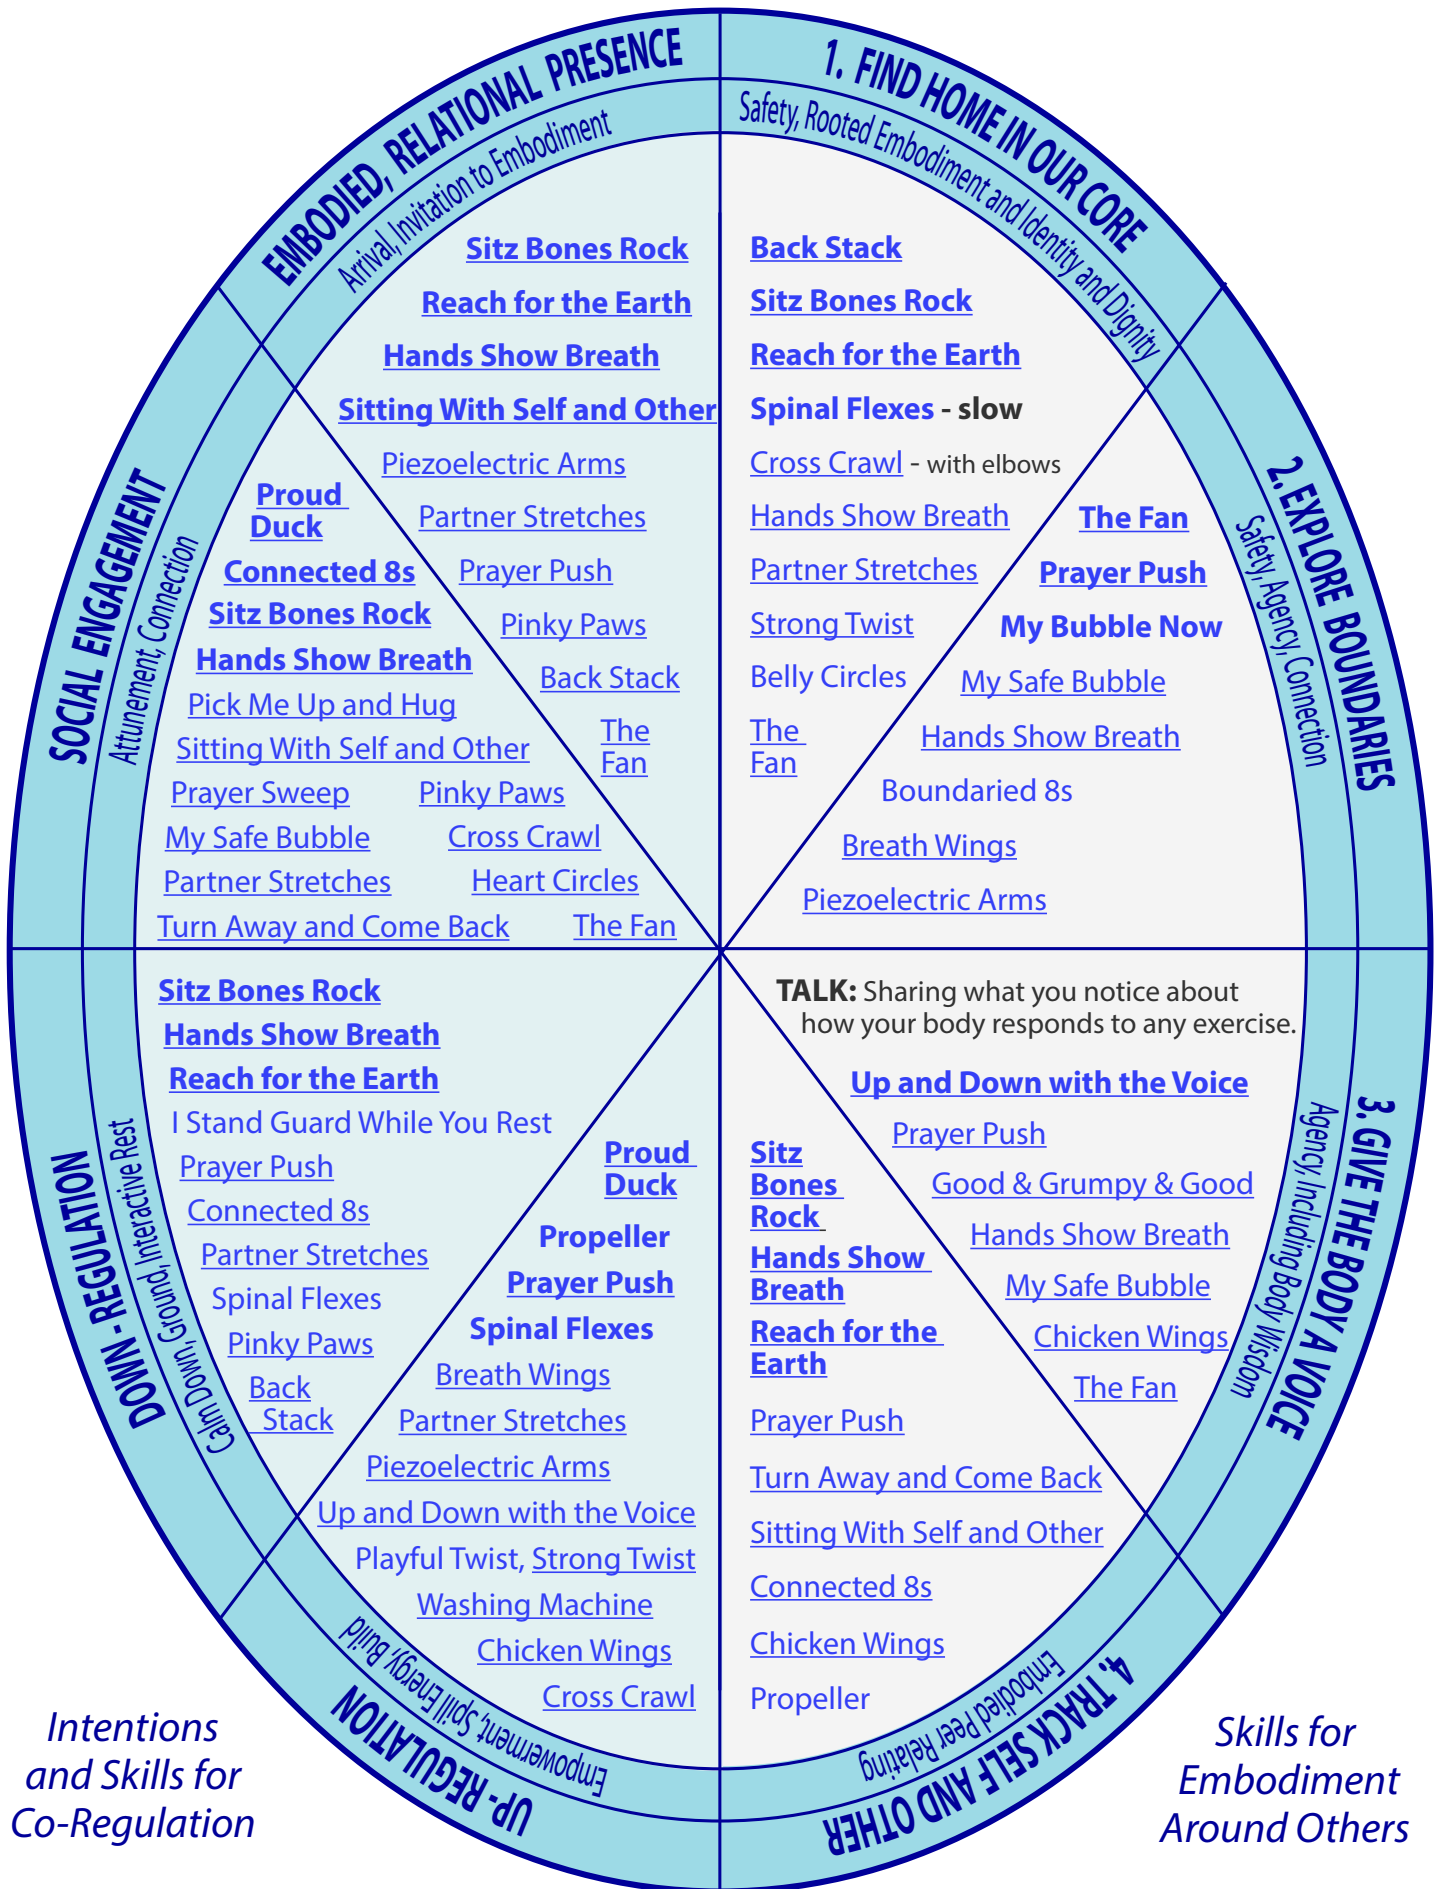 EMBODIED, RELATIONAL PRESENCE
Arrival, Invitation to Embodiment
Sitz Bones Rock
Reach for the Earth
Hands Show Breath
Sitting With Self and Other
Piezoelectric Arms
Partner Stretches
Prayer Push
Pinky Paws
Back Stack
The
Fan
1. FIND HOME IN OUR CORE
Safety, Rooted Embodiment and Identity and Dignity
Back Stack
Sitz Bones Rock
Reach for the Earth
Spinal Flexes - slow
Cross Crawl - with elbows
Hands Show Breath
Partner Stretches
Strong Twist
Belly Circles
The
Fan
2. EXPLORE BOUNDARIES
Safety, Agency, Connection
The Fan
Prayer Push
My Bubble Now
My Safe Bubble
Hands Show Breath
Boundaried 8s
Breath Wings
Piezoelectric Arms
SOCIAL ENGAGEMENT
Attunement, Connection
Proud
Duck
Connected 8s
Sitz Bones Rock
Hands Show Breath
Pick Me Up and Hug
Sitting With Self and Other
Prayer Sweep
Pinky Paws
My Safe Bubble
Cross Crawl
Partner Stretches
Heart Circles
Turn Away and Come Back
The Fan
DOWN - REGULATION
Calm Down, Ground, Interactive Rest
Sitz Bones Rock
Hands Show Breath
Reach for the Earth
I Stand Guard While You Rest
Prayer Push
Connected 8s
Partner Stretches
Spinal Flexes
Pinky Paws
Back
Stack
3. GIVE THE BODY A VOICE
Agency, Including Body Wisdom
TALK: Sharing what you notice about
how your body responds to any exercise.
Up and Down with the Voice
Prayer Push
Good & Grumpy & Good
Hands Show Breath
My Safe Bubble
Chicken Wings
The Fan
UP- REGULATION
Empowerment, Spill Energy, Build
Proud
Duck
Propeller
Prayer Push
Spinal Flexes
Breath Wings
Partner Stretches
Piezoelectric Arms
Up and Down with the Voice
Playful Twist, Strong Twist
Washing Machine
Chicken Wings
Cross Crawl
4. TRACK SELF AND OTHER
Embodied Peer Relating
Sitz
Bones
Rock
Hands Show
Breath
Reach for the
Earth
Prayer Push
Turn Away and Come Back
Sitting With Self and Other
Connected 8s
Chicken Wings
Propeller
Intentions
and Skills for
Co-Regulation
Skills for
Embodiment
Around Others